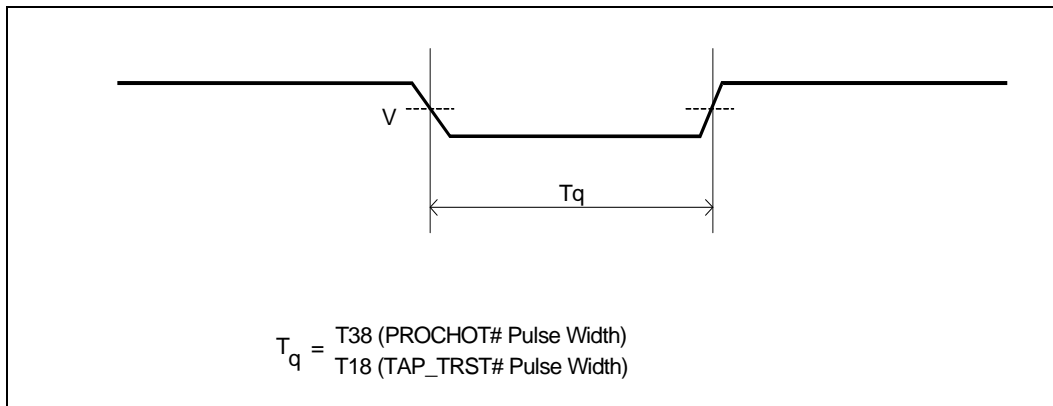 V
Tq
Tq = T38 (PROCHOT# Pulse Width)
T18 (TAP_TRST# Pulse Width)